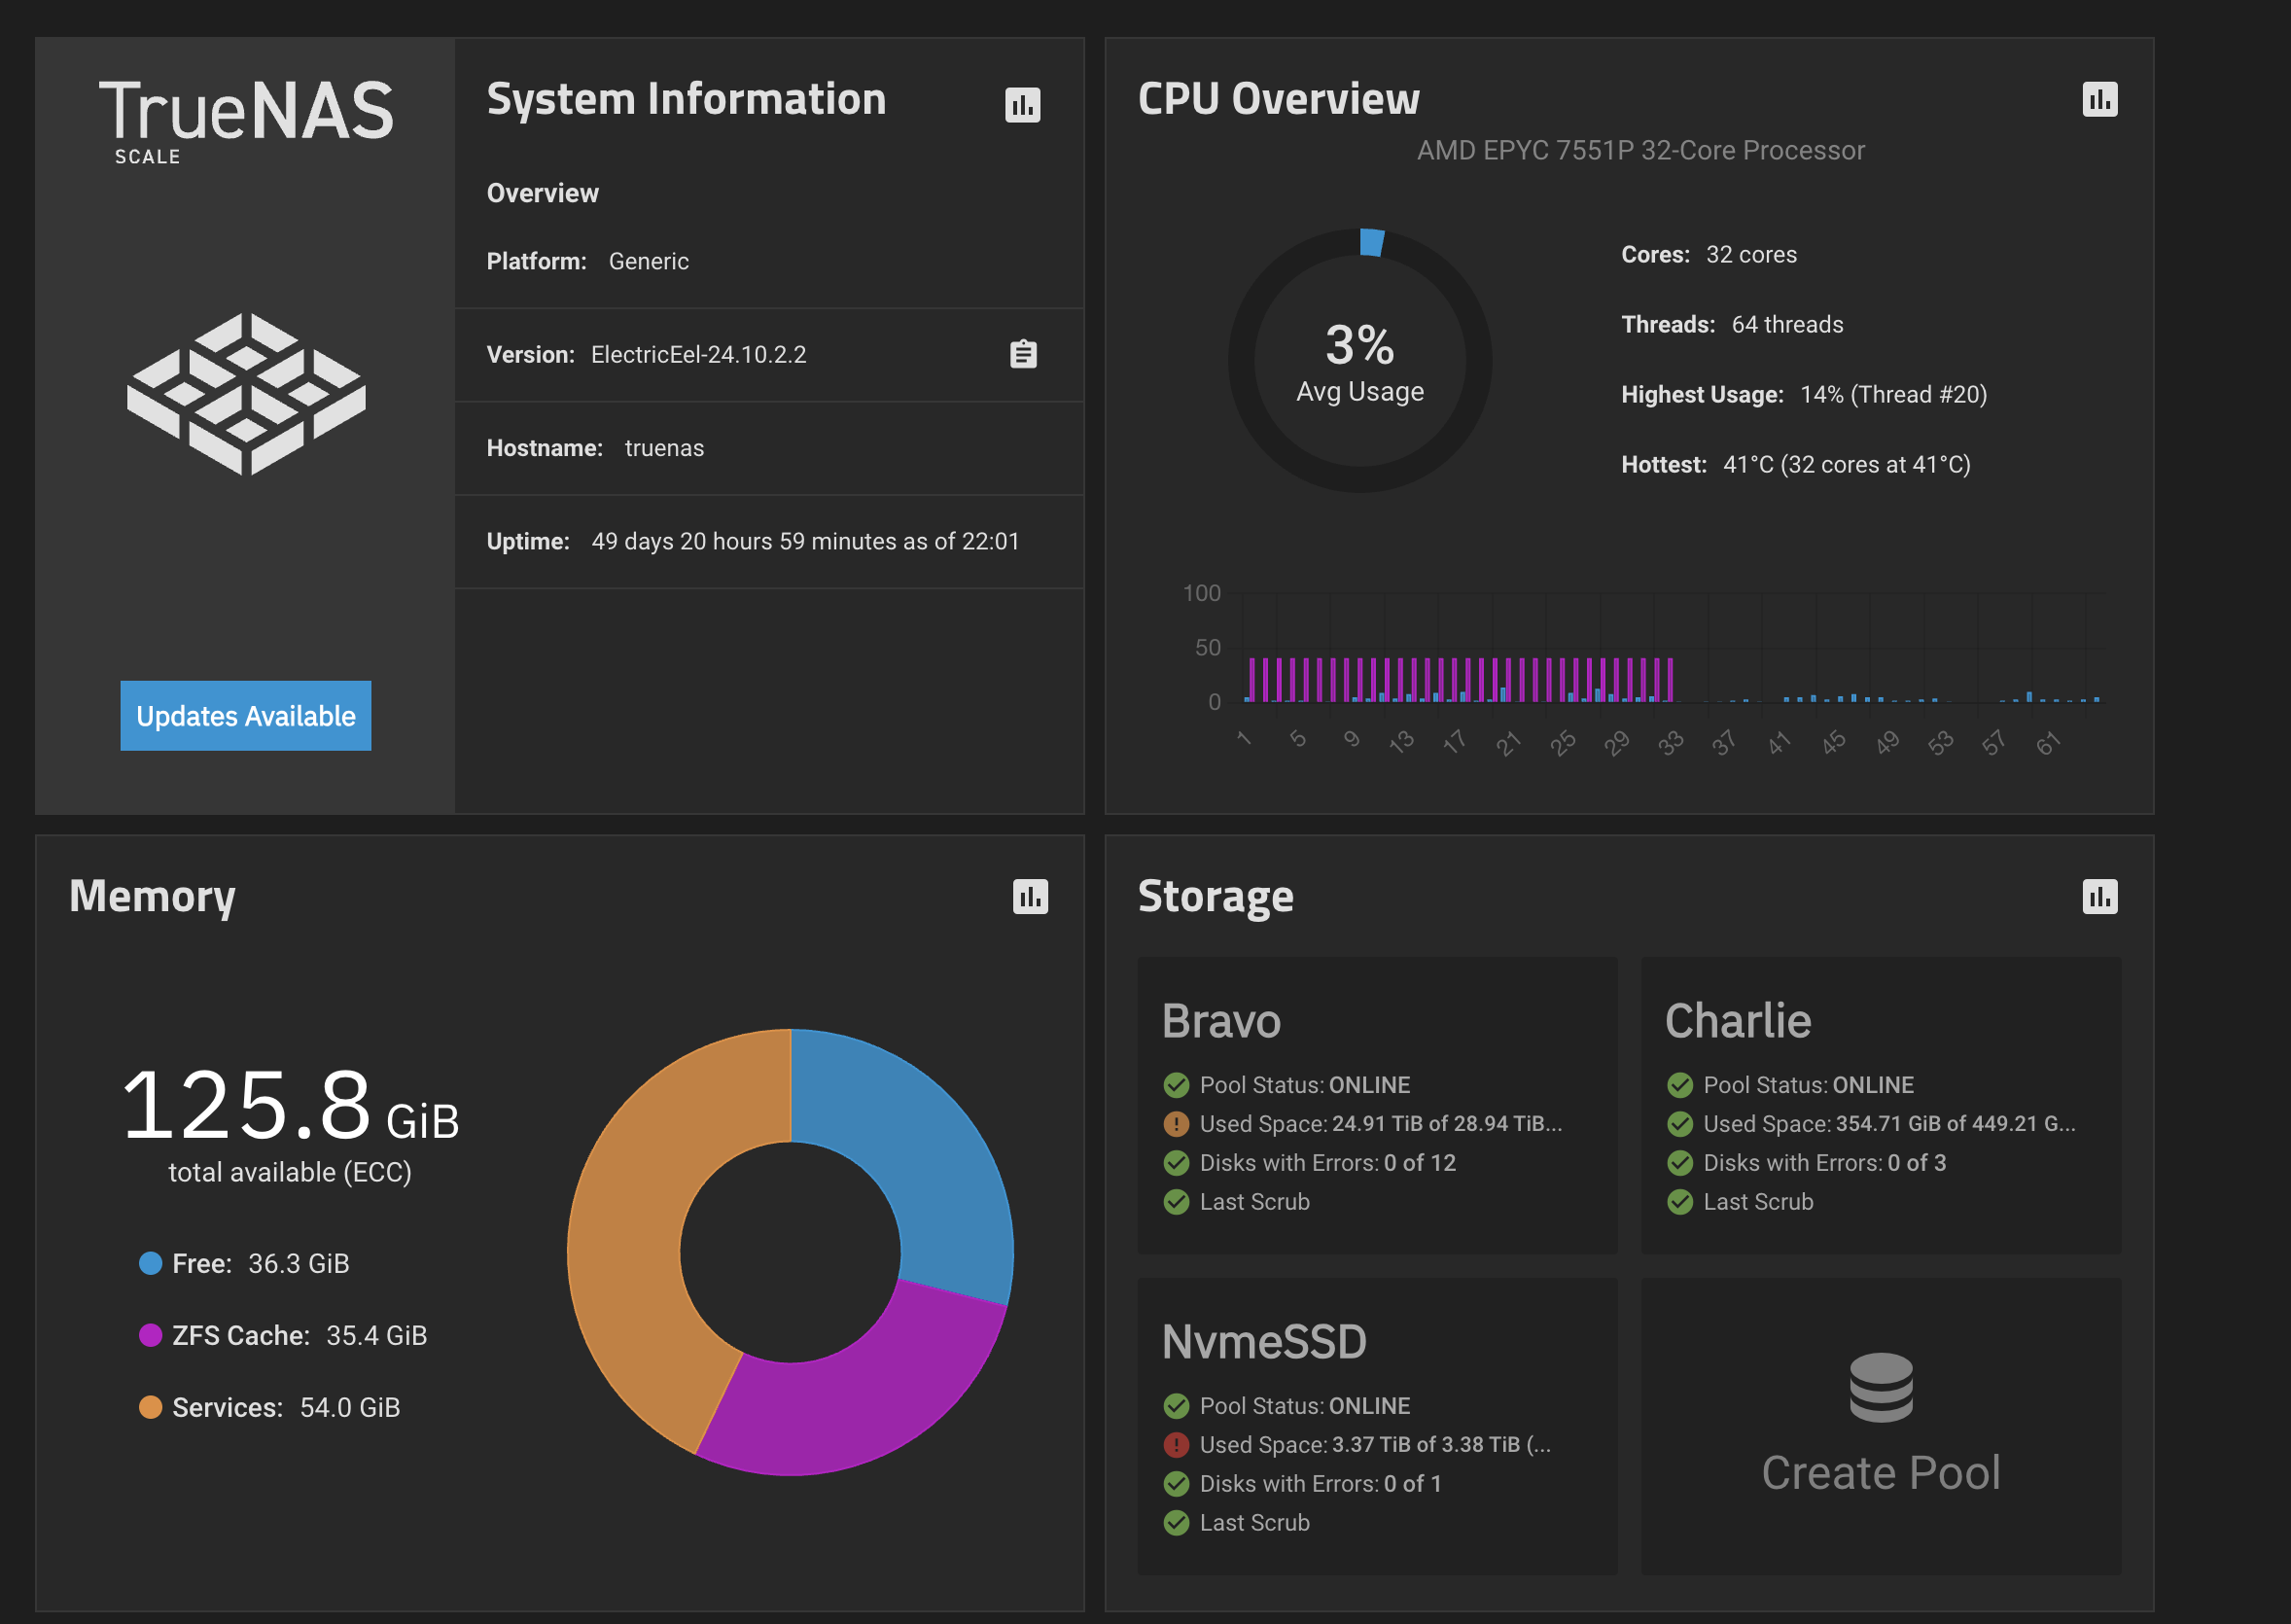 TrueNAS
SCALE
Updates Available
System Information
Overview
Platform: Generic
Version: ElectricEel-24.10.2.2
Hostname: truenas
Uptime: 49 days 20 hours 59 minutes as of 22:01
CPU Overview
AMD EPYC 7551P 32-Core Processor
3%
Avg Usage
Cores: 32 cores
Threads: 64 threads
Highest Usage: 14% (Thread #20)
Hottest: 41°C (32 cores at 41°C)
100
50
0
1 5 9 13 17 21 25 29 33 37 41 45 49 53 57 61
Memory
125.8 GiB
total available (ECC)
Free: 36.3 GiB
ZFS Cache: 35.4 GiB
Services: 54.0 GiB
Storage
Bravo
Pool Status: ONLINE
Used Space: 24.91 TiB of 28.94 TiB...
Disks with Errors: 0 of 12
Last Scrub
Charlie
Pool Status: ONLINE
Used Space: 354.71 GiB of 449.21 G...
Disks with Errors: 0 of 3
Last Scrub
NvmeSSD
Pool Status: ONLINE
Used Space: 3.37 TiB of 3.38 TiB (...
Disks with Errors: 0 of 1
Last Scrub
Create Pool